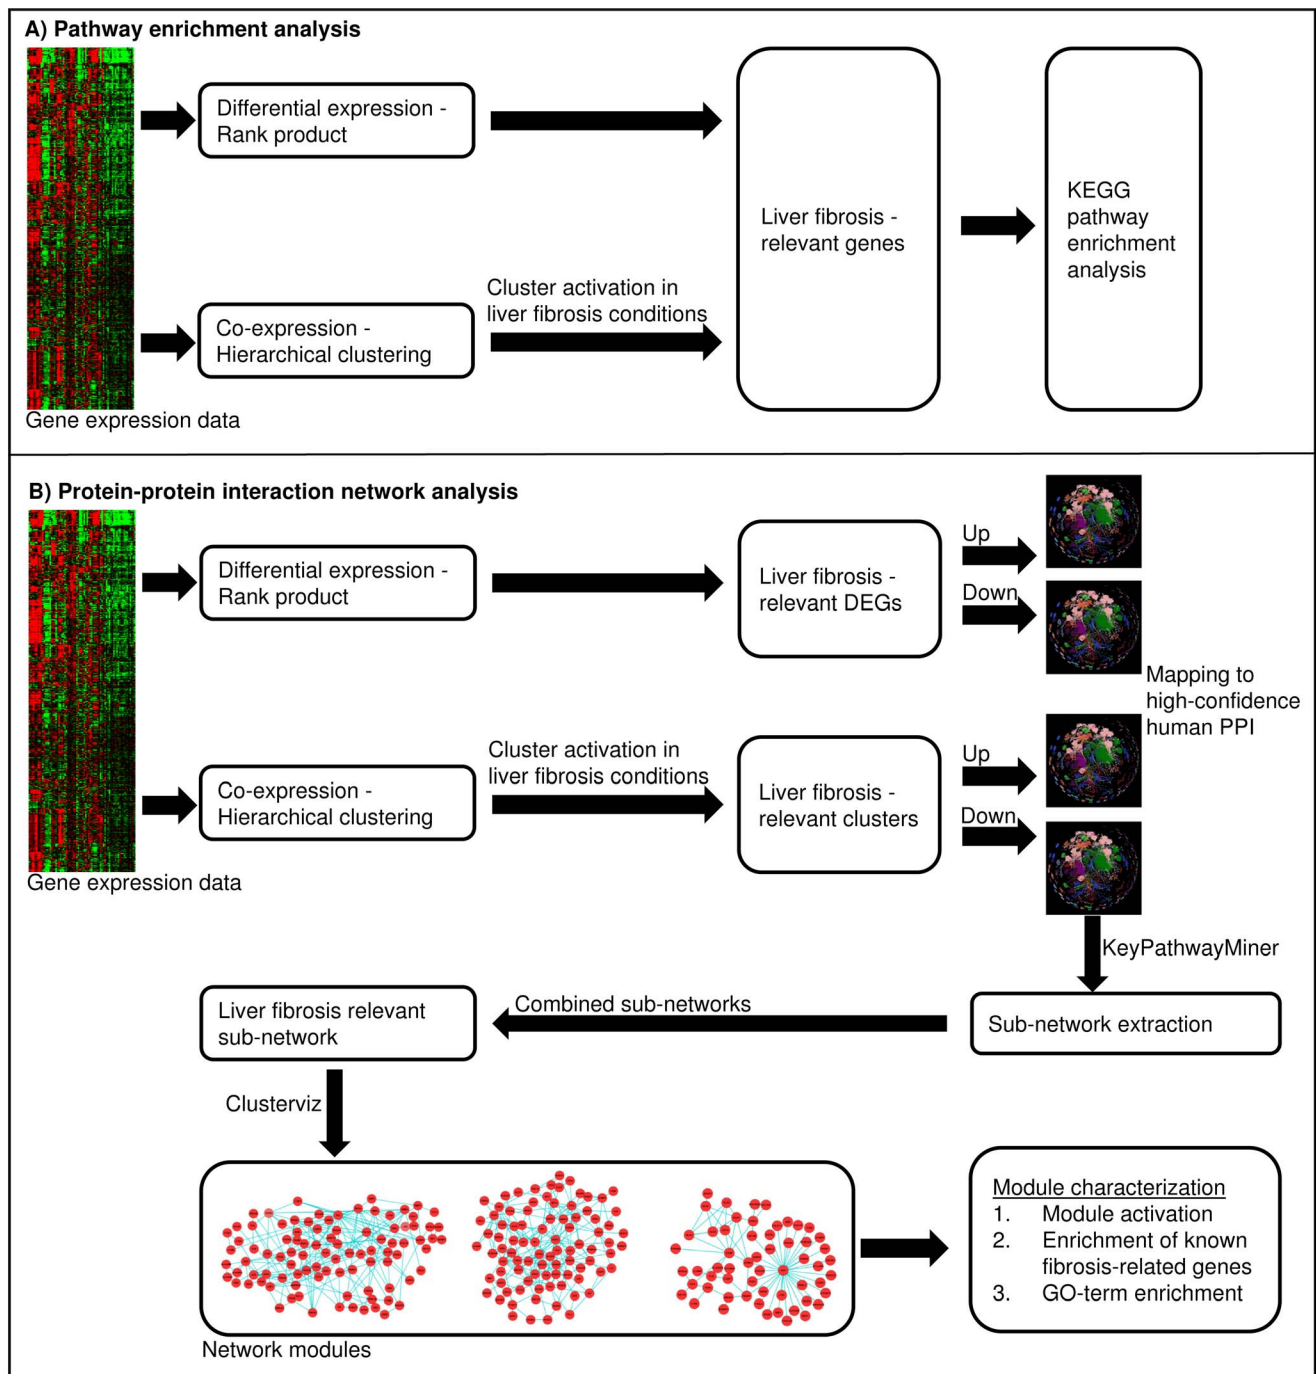 A) Pathway enrichment analysis
Differential expression -
Rank product
Co-expression -
Hierarchical clustering
Cluster activation in
liver fibrosis conditions
Liver fibrosis -
relevant genes
KEGG
pathway
enrichment
analysis
Gene expression data
B) Protein-protein interaction network analysis
Differential expression -
Rank product
Liver fibrosis -
relevant DEGs
Up
Down
Mapping to
high-confidence
human PPI
Co-expression -
Hierarchical clustering
Cluster activation in
liver fibrosis conditions
Liver fibrosis -
relevant clusters
Up
Down
Gene expression data
KeyPathwayMiner
Sub-network extraction
Combined sub-networks
Liver fibrosis relevant
sub-network
Clusterviz
Network modules
Module characterization
1. Module activation
2. Enrichment of known
fibrosis-related genes
3. GO-term enrichment